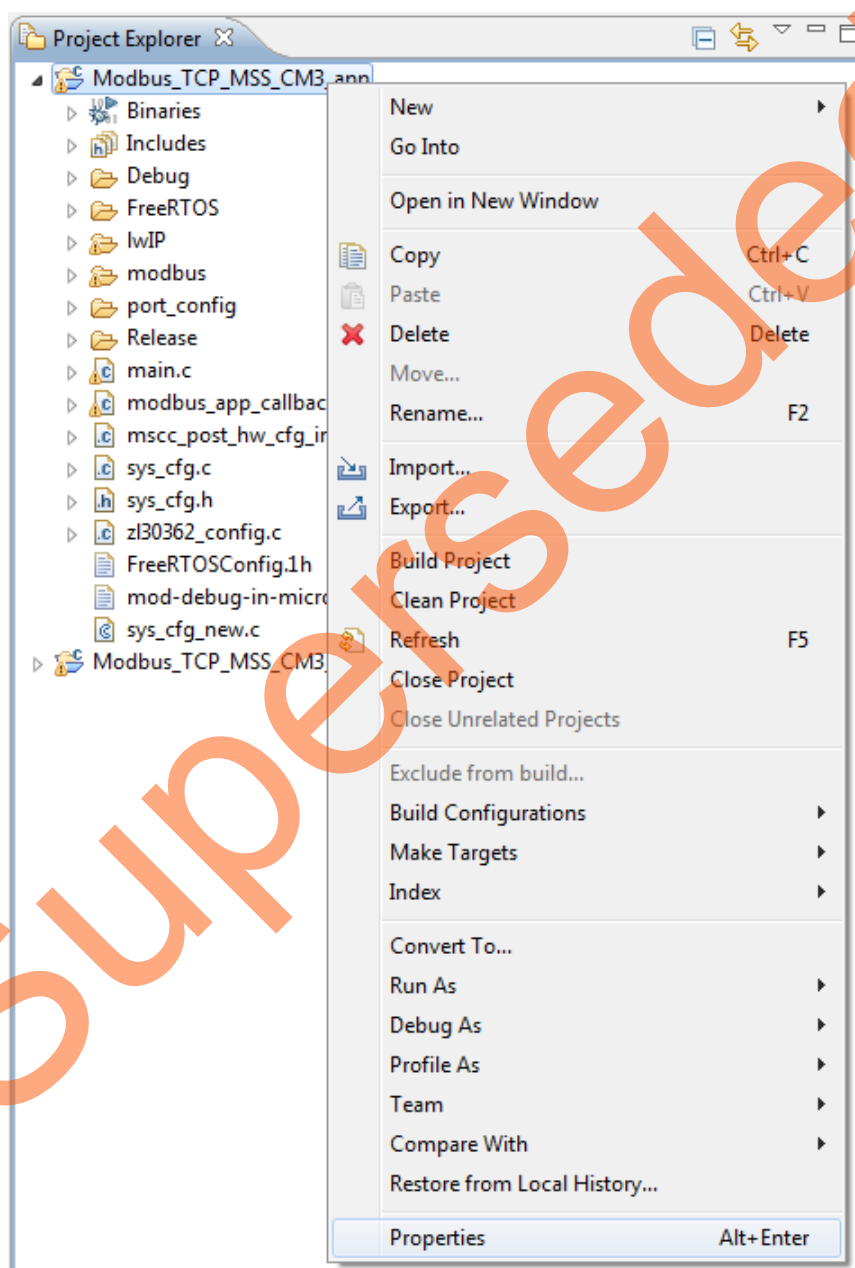 Project Explorer
Modbus_TCP_MSS_CM3_app
Binaries
Includes
Debug
FreeRTOS
lwIP
modbus
port_config
Release
main.c
modbus_app_callbac
mscc_post_hw_cfg_ir
sys_cfg.c
sys_cfg.h
zl30362_config.c
FreeRTOSConfig.1h
mod-debug-in-micro
sys_cfg_new.c
Modbus_TCP_MSS_CM3_
New
Go Into
Open in New Window
Copy Ctrl+C
Paste Ctrl+V
Delete Delete
Move...
Rename... F2
Import...
Export...
Build Project
Clean Project
Refresh F5
Close Project
Close Unrelated Projects
Exclude from build...
Build Configurations
Make Targets
Index
Convert To...
Run As
Debug As
Profile As
Team
Compare With
Restore from Local History...
Properties Alt+Enter
Superseded